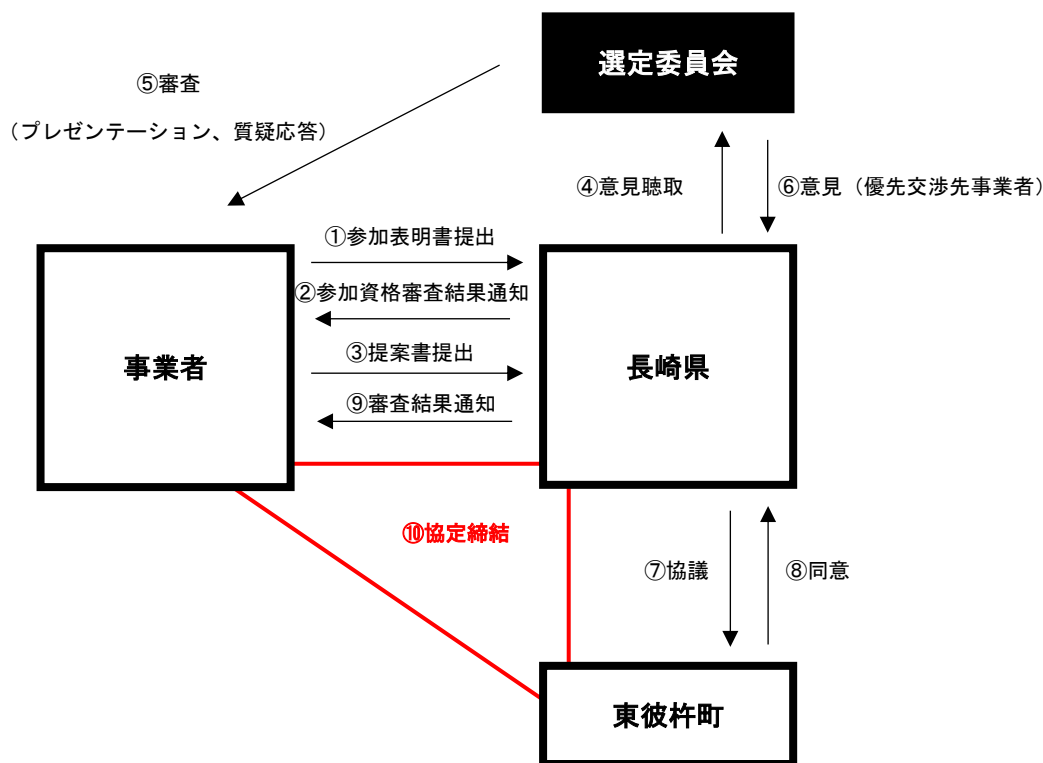 選定委員会
⑤審査
（プレゼンテーション、質疑応答）
④意見聴取
⑥意見（優先交渉先事業者）
①参加表明書提出
②参加資格審査結果通知
事業者
③提案書提出
長崎県
⑨審査結果通知
⑩協定締結
⑦協議
⑧同意
東彼杵町